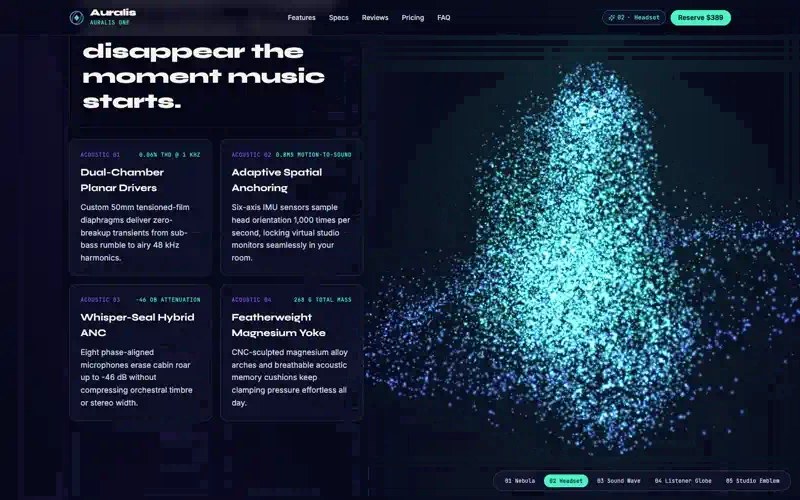 Auralis
AURALIS ONE
Features
Specs
Reviews
Pricing
FAQ
02 · Headset
Reserve $389
disappear the
moment music
starts.
ACOUSTIC 01
0.06% THD @ 1 KHZ
Dual-Chamber
Planar Drivers
Custom 50mm tensioned-film
diaphragms deliver zero-
breakup transients from sub-
bass rumble to airy 48 kHz
harmonics.
ACOUSTIC 02
0.8MS MOTION-TO-SOUND
Adaptive Spatial
Anchoring
Six-axis IMU sensors sample
head orientation 1,000 times per
second, locking virtual studio
monitors seamlessly in your
room.
ACOUSTIC 03
-46 DB ATTENUATION
Whisper-Seal Hybrid
ANC
Eight phase-aligned
microphones erase cabin roar
up to -46 dB without
compressing orchestral timbre
or stereo width.
ACOUSTIC 04
268 G TOTAL MASS
Featherweight
Magnesium Yoke
CNC-sculpted magnesium alloy
arches and breathable acoustic
memory cushions keep
clamping pressure effortless all
day.
01 Nebula
02 Headset
03 Sound Wave
04 Listener Globe
05 Studio Emblem